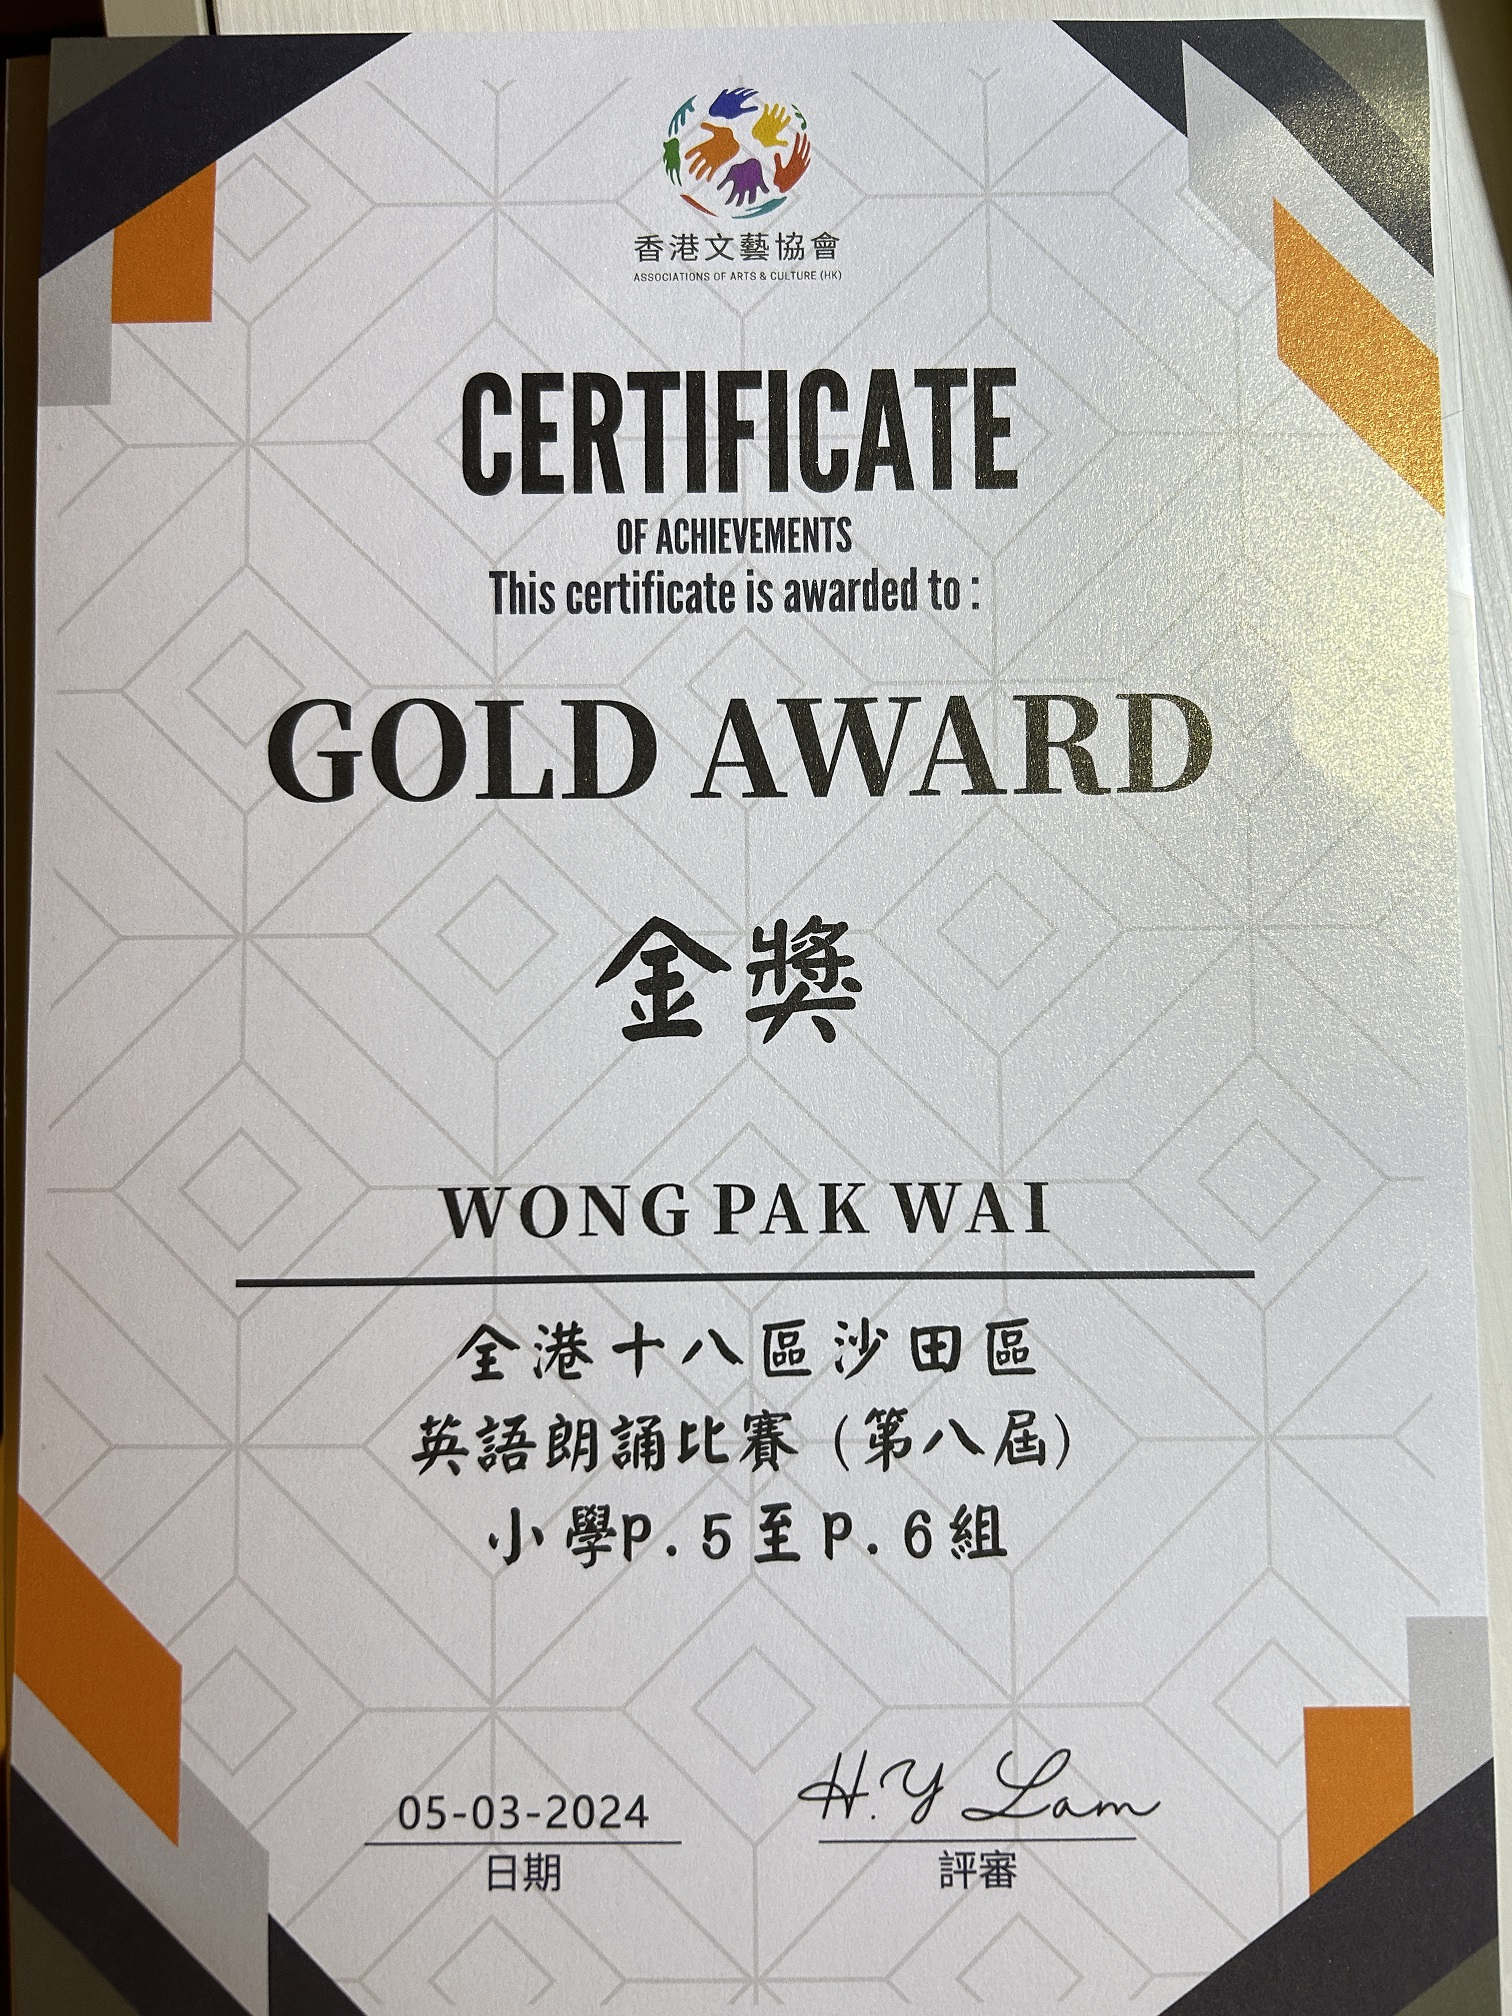 香港文藝協會
ASSOCIATIONS OF ARTS & CULTURE (HK)
CERTIFICATE
OF ACHIEVEMENTS
This certificate is awarded to :
GOLD AWARD
金獎
WONG PAK WAI
全港十八區沙田區
英語朗誦比賽（第八屆）
小學P.5至P.6組
05-03-2024 H.Y Lam
日期 評審